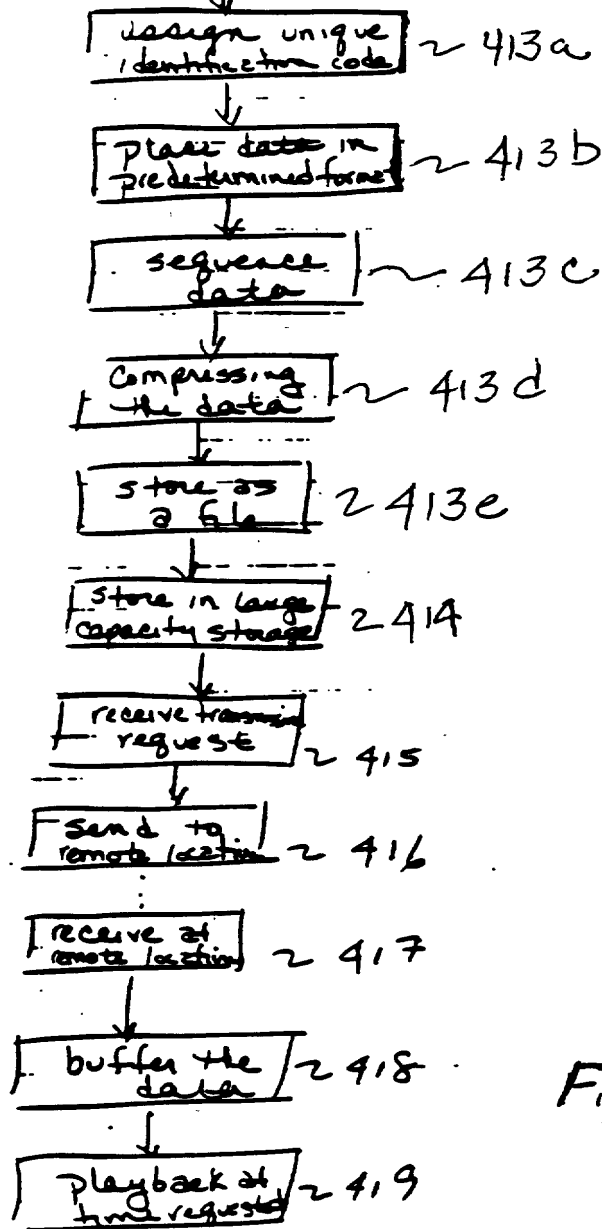 assign unique
identification code ~ 413a
place data in
predetermined format ~ 413b
sequence
data ~ 413c
compressing
the data ~ 413d
store as
a file ~ 413e
store in large
capacity storage ~ 414
receive transmission
request ~ 415
send to
remote location ~ 416
receive at
remote location ~ 417
buffer the
data ~ 418
playback at
time requested ~ 419